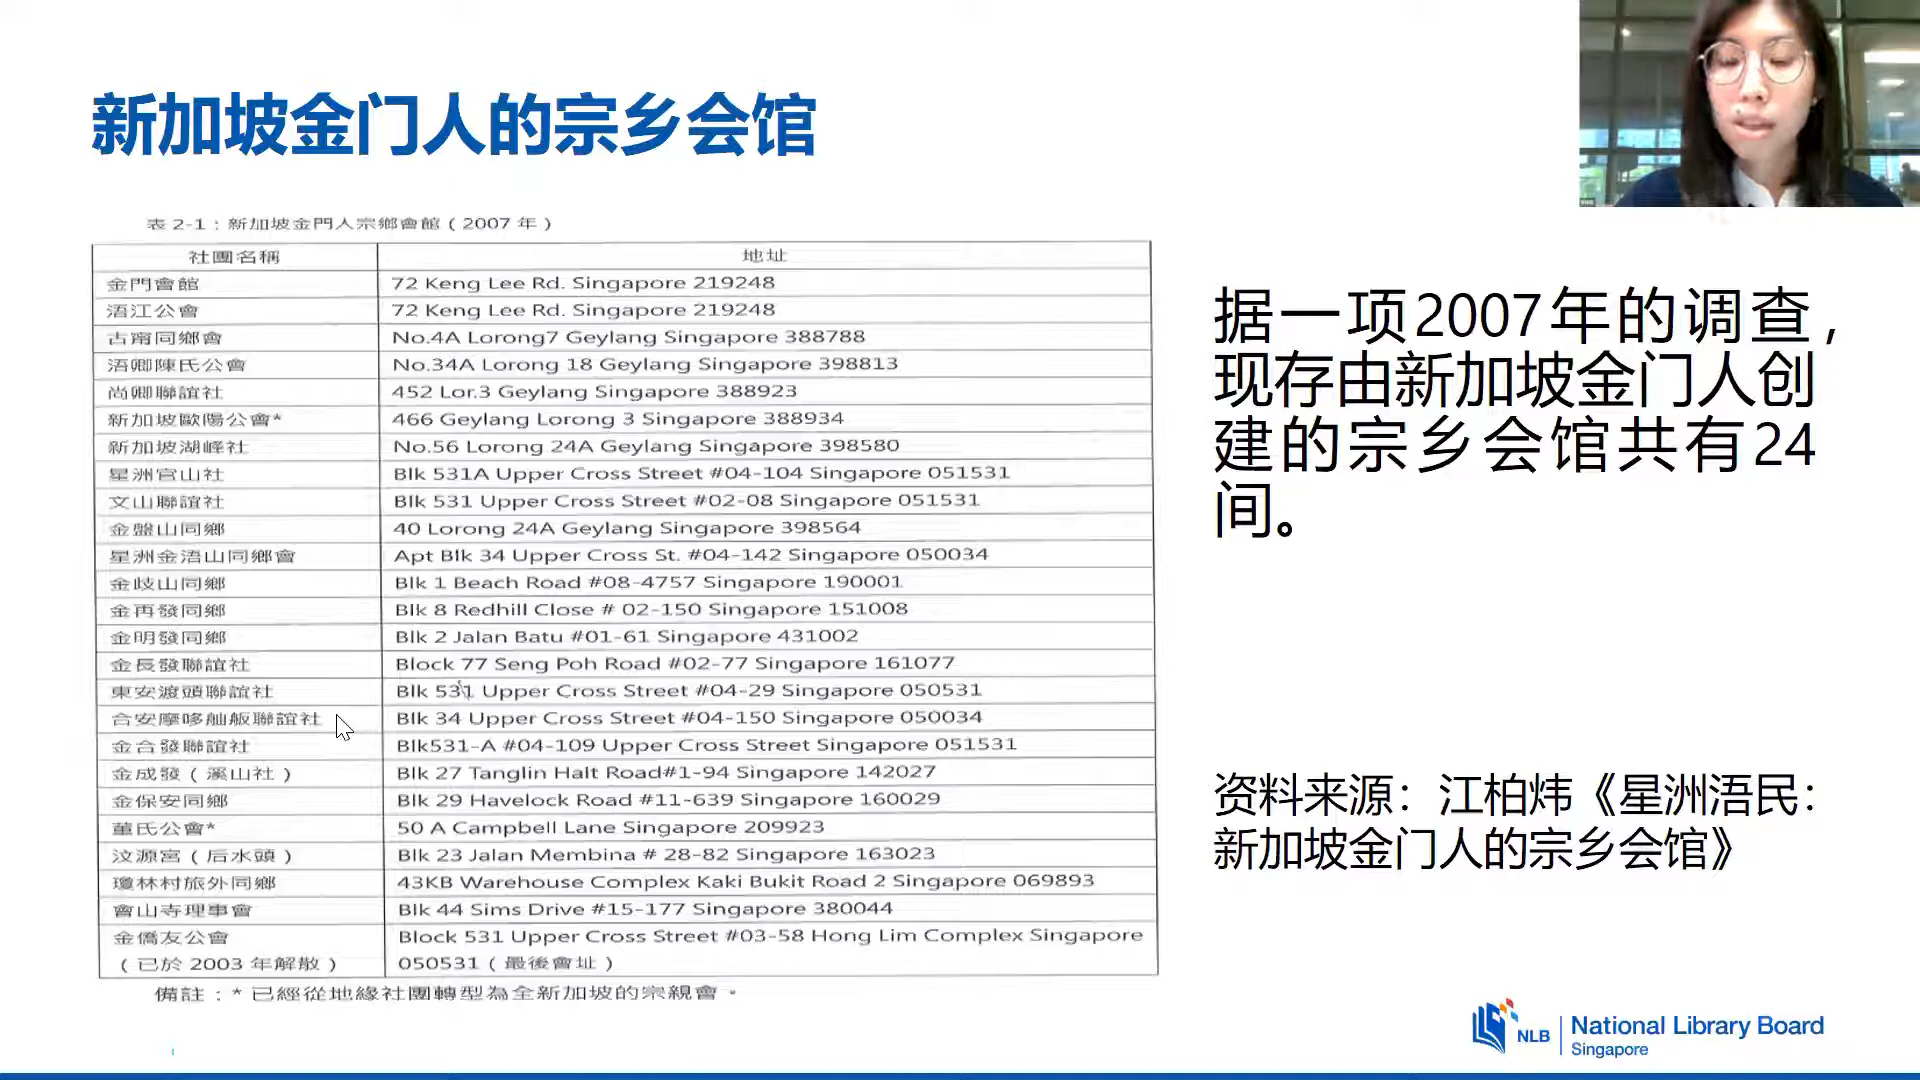 新加坡金门人的宗乡会馆
表 2-1：新加坡金門人宗鄉會館（2007 年）
社團名稱 地址
金門會館 72 Keng Lee Rd. Singapore 219248
浯江公會 72 Keng Lee Rd. Singapore 219248
古甯同鄉會 No.4A Lorong7 Geylang Singapore 388788
浯卿陳氏公會 No.34A Lorong 18 Geylang Singapore 398813
尚卿聯誼社 452 Lor.3 Geylang Singapore 388923
新加坡歐陽公會* 466 Geylang Lorong 3 Singapore 388934
新加坡湖峰社 No.56 Lorong 24A Geylang Singapore 398580
星洲官山社 Blk 531A Upper Cross Street #04-104 Singapore 051531
文山聯誼社 Blk 531 Upper Cross Street #02-08 Singapore 051531
金盤山同鄉 40 Lorong 24A Geylang Singapore 398564
星洲金浯山同鄉會 Apt Blk 34 Upper Cross St. #04-142 Singapore 050034
金歧山同鄉 Blk 1 Beach Road #08-4757 Singapore 190001
金再發同鄉 Blk 8 Redhill Close # 02-150 Singapore 151008
金明發同鄉 Blk 2 Jalan Batu #01-61 Singapore 431002
金長發聯誼社 Block 77 Seng Poh Road #02-77 Singapore 161077
東安渡頭聯誼社 Blk 531 Upper Cross Street #04-29 Singapore 050531
合安摩哆舢舨聯誼社 Blk 34 Upper Cross Street #04-150 Singapore 050034
金合發聯誼社 Blk531-A #04-109 Upper Cross Street Singapore 051531
金成發（溪山社） Blk 27 Tanglin Halt Road#1-94 Singapore 142027
金保安同鄉 Blk 29 Havelock Road #11-639 Singapore 160029
董氏公會* 50 A Campbell Lane Singapore 209923
汶源宮（后水頭） Blk 23 Jalan Membina # 28-82 Singapore 163023
瓊林村旅外同鄉 43KB Warehouse Complex Kaki Bukit Road 2 Singapore 069893
會山寺理事會 Blk 44 Sims Drive #15-177 Singapore 380044
金僑友公會 Block 531 Upper Cross Street #03-58 Hong Lim Complex Singapore
（已於 2003 年解散） 050531（最後會址）
備註：* 已經從地緣社團轉型為全新加坡的宗親會。
据一项2007年的调查，
现存由新加坡金门人创
建的宗乡会馆共有24
间。
资料来源：江柏炜《星洲浯民：
新加坡金门人的宗乡会馆》
NLB National Library Board
Singapore